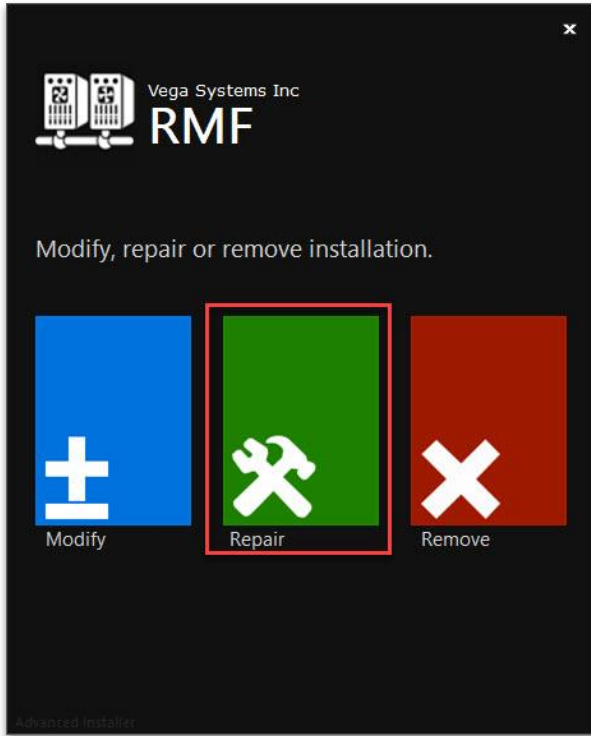 Vega Systems Inc
RMF
Modify, repair or remove installation.
Modify
Repair
Remove
Advanced Installer